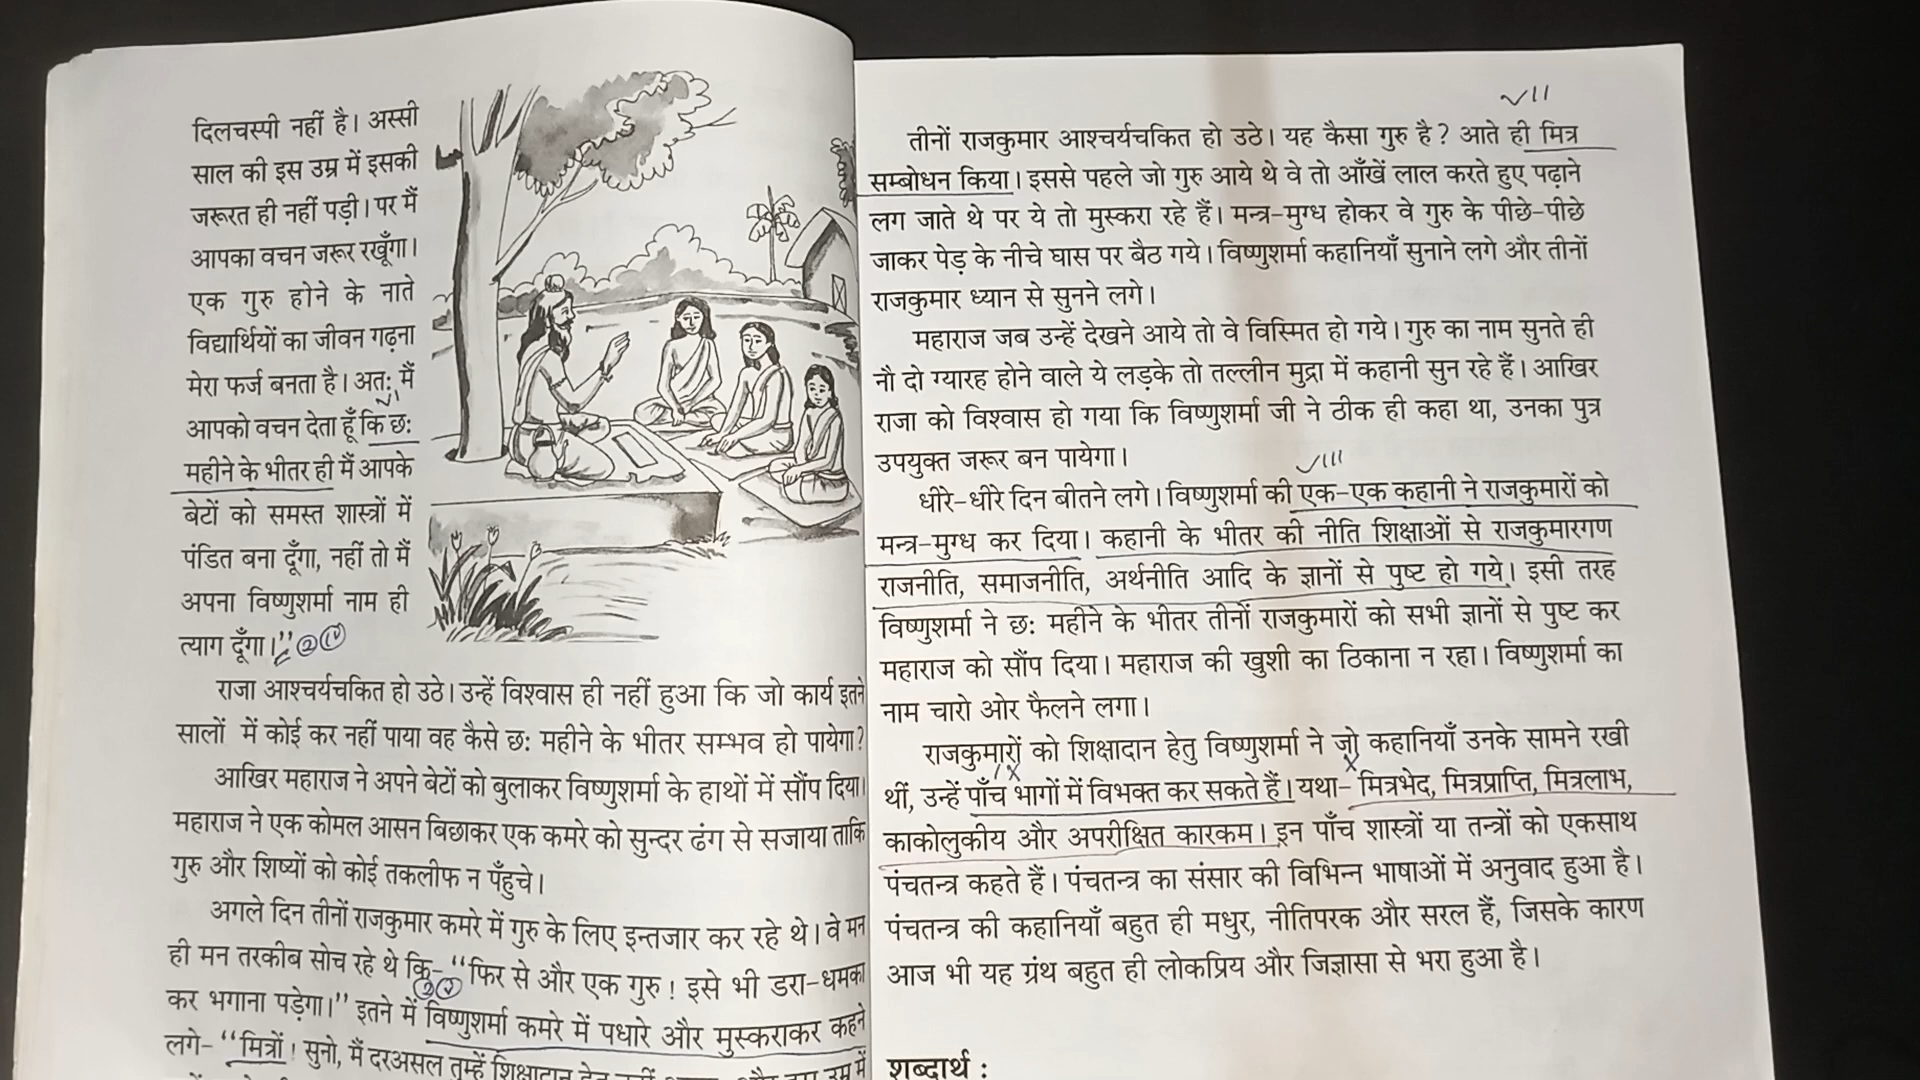 दिलचस्पी नहीं है। अस्सी
साल की इस उम्र में इसकी
जरूरत ही नहीं पड़ी। पर मैं
आपका वचन जरूर रखूँगा।
एक गुरु होने के नाते
विद्यार्थियों का जीवन गढ़ना
मेरा फर्ज बनता है। अतः मैं
आपको वचन देता हूँ कि छः
महीने के भीतर ही मैं आपके
बेटों को समस्त शास्त्रों में
पंडित बना दूँगा, नहीं तो मैं
अपना विष्णुशर्मा नाम ही
त्याग दूँगा।''
राजा आश्चर्यचकित हो उठे। उन्हें विश्वास ही नहीं हुआ कि जो कार्य इतने
सालों में कोई कर नहीं पाया वह कैसे छः महीने के भीतर सम्भव हो पायेगा?
आखिर महाराज ने अपने बेटों को बुलाकर विष्णुशर्मा के हाथों में सौंप दिया।
महाराज ने एक कोमल आसन बिछाकर एक कमरे को सुन्दर ढंग से सजाया ताकि
गुरु और शिष्यों को कोई तकलीफ न पँहुचे।
अगले दिन तीनों राजकुमार कमरे में गुरु के लिए इन्तजार कर रहे थे। वे मन
ही मन तरकीब सोच रहे थे कि- ''फिर से और एक गुरु ! इसे भी डरा-धमका
कर भगाना पड़ेगा।'' इतने में विष्णुशर्मा कमरे में पधारे और मुस्कराकर कहने
लगे- ''मित्रों ! सुनो, मैं दरअसल तुम्हें शिक्षादान
तीनों राजकुमार आश्चर्यचकित हो उठे। यह कैसा गुरु है ? आते ही मित्र
सम्बोधन किया। इससे पहले जो गुरु आये थे वे तो आँखें लाल करते हुए पढ़ाने
लग जाते थे पर ये तो मुस्करा रहे हैं। मन्त्र-मुग्ध होकर वे गुरु के पीछे-पीछे
जाकर पेड़ के नीचे घास पर बैठ गये। विष्णुशर्मा कहानियाँ सुनाने लगे और तीनों
राजकुमार ध्यान से सुनने लगे।
महाराज जब उन्हें देखने आये तो वे विस्मित हो गये। गुरु का नाम सुनते ही
नौ दो ग्यारह होने वाले ये लड़के तो तल्लीन मुद्रा में कहानी सुन रहे हैं। आखिर
राजा को विश्वास हो गया कि विष्णुशर्मा जी ने ठीक ही कहा था, उनका पुत्र
उपयुक्त जरूर बन पायेगा।
धीरे-धीरे दिन बीतने लगे। विष्णुशर्मा की एक-एक कहानी ने राजकुमारों को
मन्त्र-मुग्ध कर दिया। कहानी के भीतर की नीति शिक्षाओं से राजकुमारगण
राजनीति, समाजनीति, अर्थनीति आदि के ज्ञानों से पुष्ट हो गये। इसी तरह
विष्णुशर्मा ने छः महीने के भीतर तीनों राजकुमारों को सभी ज्ञानों से पुष्ट कर
महाराज को सौंप दिया। महाराज की खुशी का ठिकाना न रहा। विष्णुशर्मा का
नाम चारो ओर फैलने लगा।
राजकुमारों को शिक्षादान हेतु विष्णुशर्मा ने जो कहानियाँ उनके सामने रखी
थीं, उन्हें पाँच भागों में विभक्त कर सकते हैं। यथा- मित्रभेद, मित्रप्राप्ति, मित्रलाभ,
काकोलुकीय और अपरीक्षित कारकम। इन पाँच शास्त्रों या तन्त्रों को एकसाथ
पंचतन्त्र कहते हैं। पंचतन्त्र का संसार की विभिन्न भाषाओं में अनुवाद हुआ है।
पंचतन्त्र की कहानियाँ बहुत ही मधुर, नीतिपरक और सरल हैं, जिसके कारण
आज भी यह ग्रंथ बहुत ही लोकप्रिय और जिज्ञासा से भरा हुआ है।
शब्दार्थ :